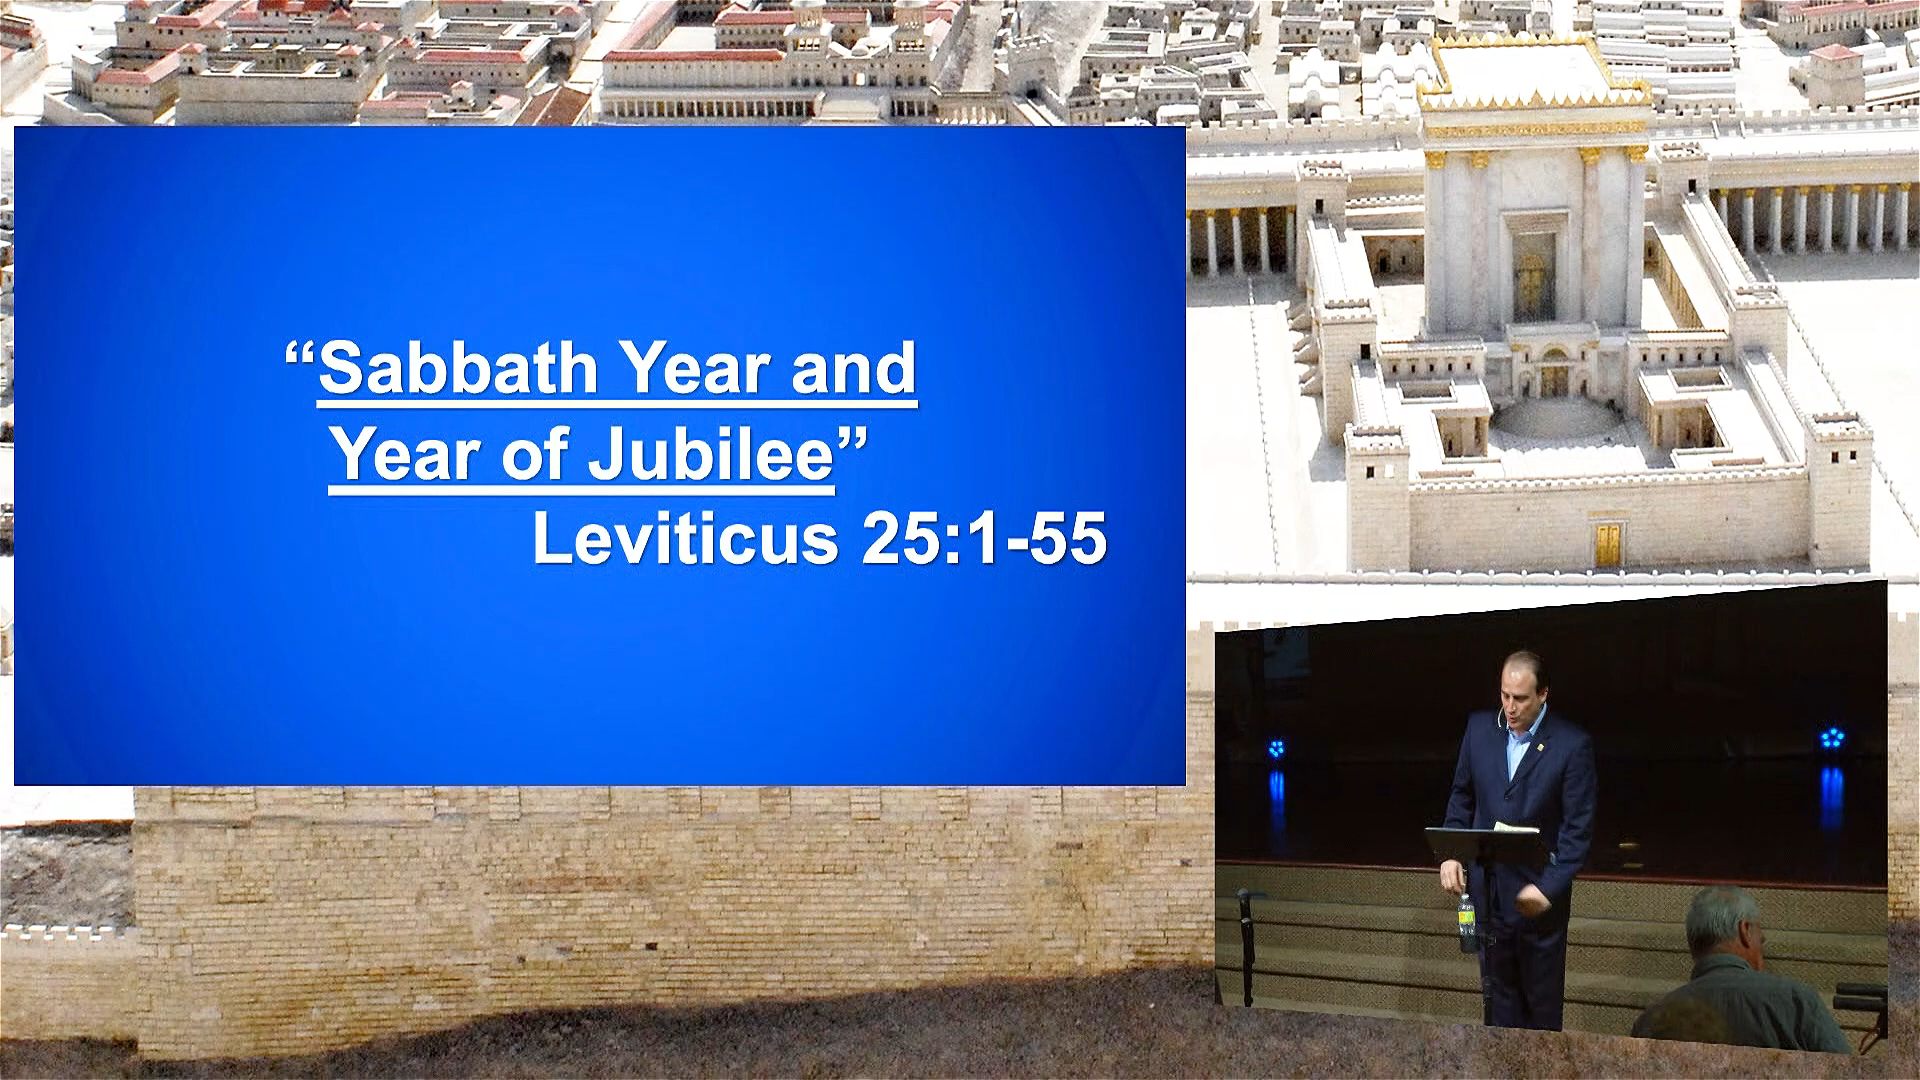 “Sabbath Year and
Year of Jubilee”
Leviticus 25:1-55